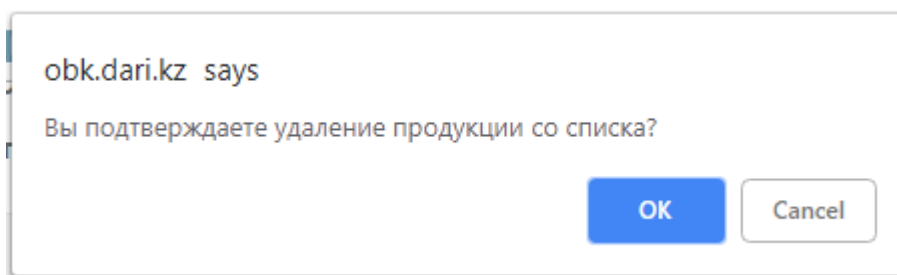 obk.dari.kz says
Вы подтверждаете удаление продукции со списка?
OK Cancel